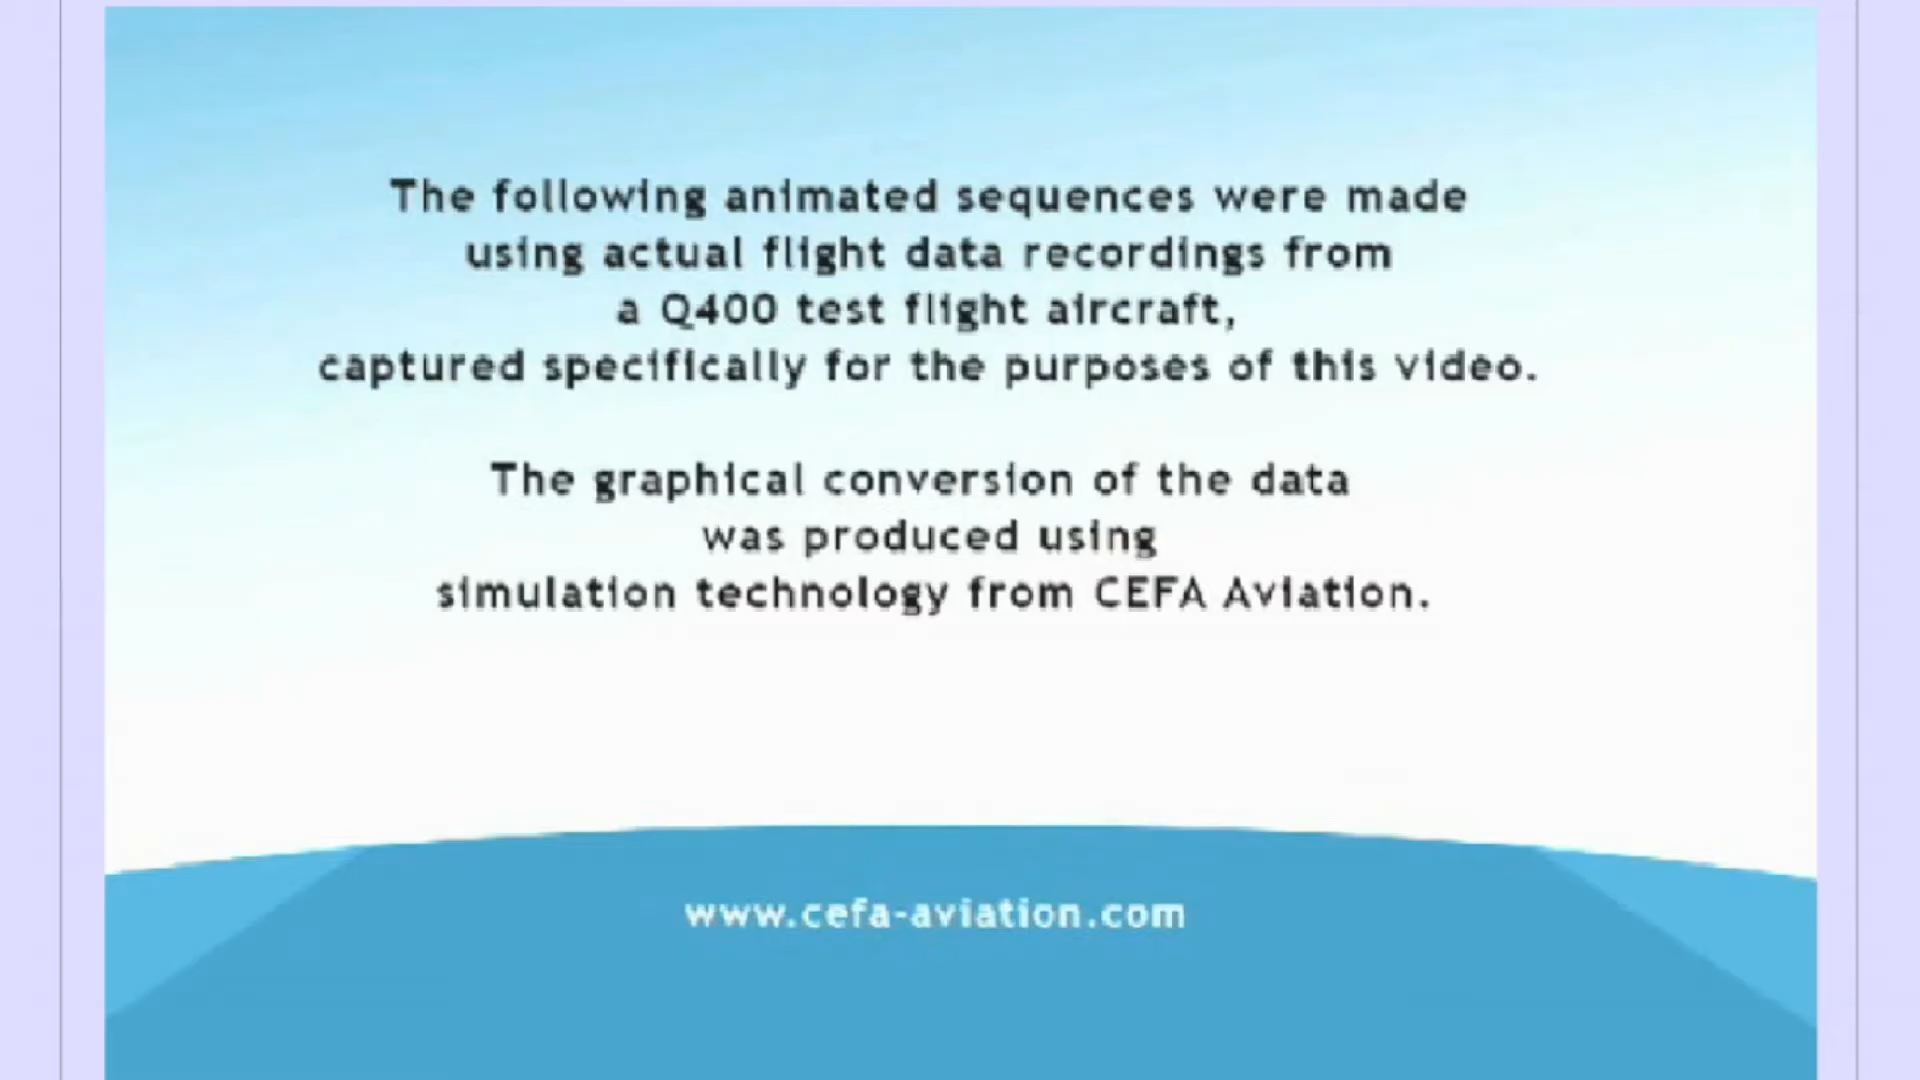 The following animated sequences were made
using actual flight data recordings from
a Q400 test flight aircraft,
captured specifically for the purposes of this video.
The graphical conversion of the data
was produced using
simulation technology from CEFA Aviation.
www.cefa-aviation.com